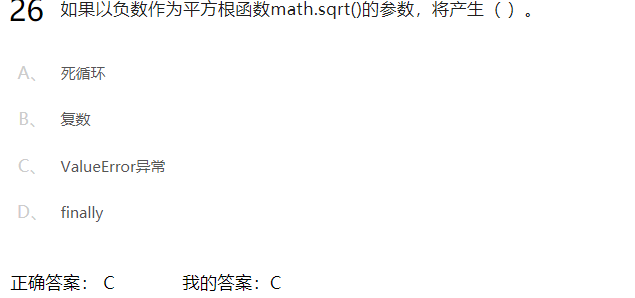 26 如果以负数作为平方根函数math.sqrt()的参数，将产生（ ）。
A、 死循环
B、 复数
C、 ValueError异常
D、 finally
正确答案： C 我的答案：C